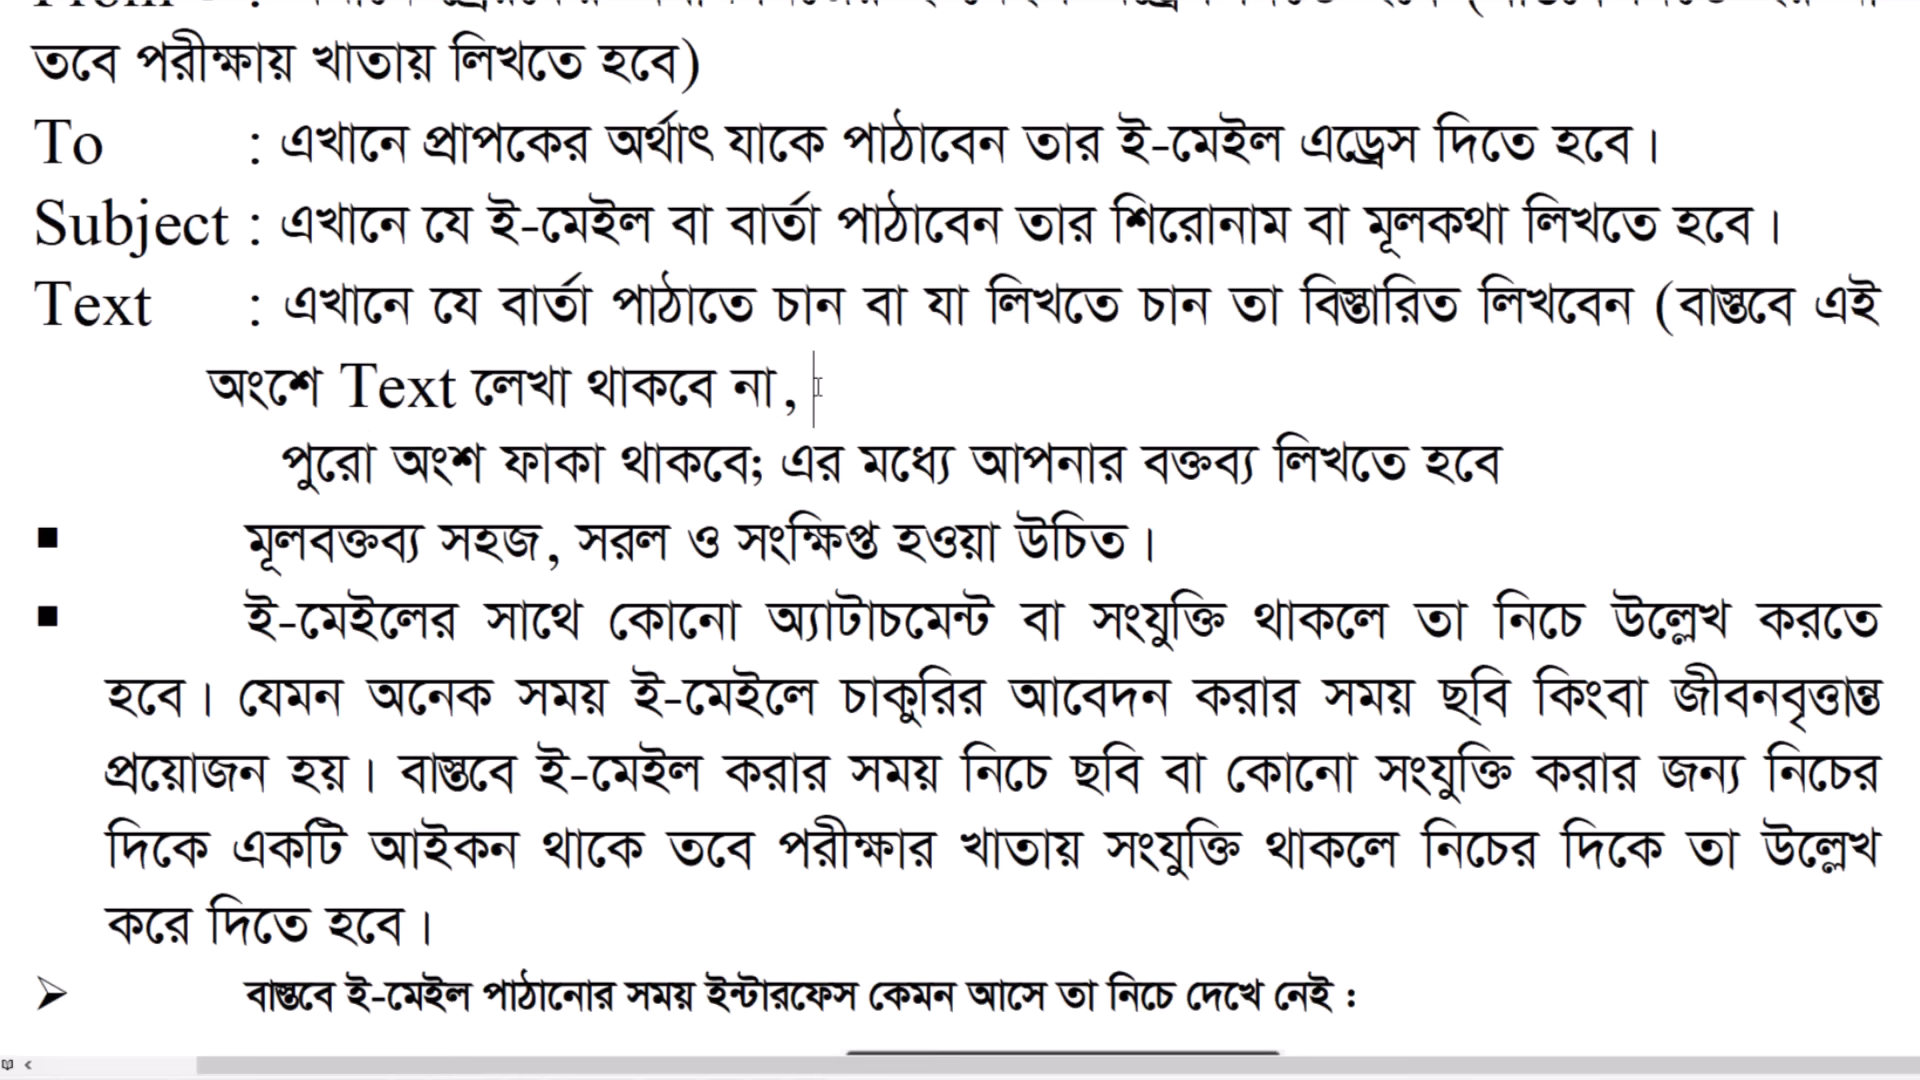 তবে পরীক্ষায় খাতায় লিখতে হবে)
To : এখানে প্রাপকের অর্থাৎ যাকে পাঠাবেন তার ই-মেইল এড্রেস দিতে হবে।
Subject : এখানে যে ই-মেইল বা বার্তা পাঠাবেন তার শিরোনাম বা মূলকথা লিখতে হবে।
Text : এখানে যে বার্তা পাঠাতে চান বা যা লিখতে চান তা বিস্তারিত লিখবেন (বাস্তবে এই
অংশে Text লেখা থাকবে না,
পুরো অংশ ফাকা থাকবে; এর মধ্যে আপনার বক্তব্য লিখতে হবে
■ মূলবক্তব্য সহজ, সরল ও সংক্ষিপ্ত হওয়া উচিত।
■ ই-মেইলের সাথে কোনো অ্যাটাচমেন্ট বা সংযুক্তি থাকলে তা নিচে উল্লেখ করতে
হবে। যেমন অনেক সময় ই-মেইলে চাকুরির আবেদন করার সময় ছবি কিংবা জীবনবৃত্তান্ত
প্রয়োজন হয়। বাস্তবে ই-মেইল করার সময় নিচে ছবি বা কোনো সংযুক্তি করার জন্য নিচের
দিকে একটি আইকন থাকে তবে পরীক্ষার খাতায় সংযুক্তি থাকলে নিচের দিকে তা উল্লেখ
করে দিতে হবে।
➢ বাস্তবে ই-মেইল পাঠানোর সময় ইন্টারফেস কেমন আসে তা নিচে দেখে নেই :